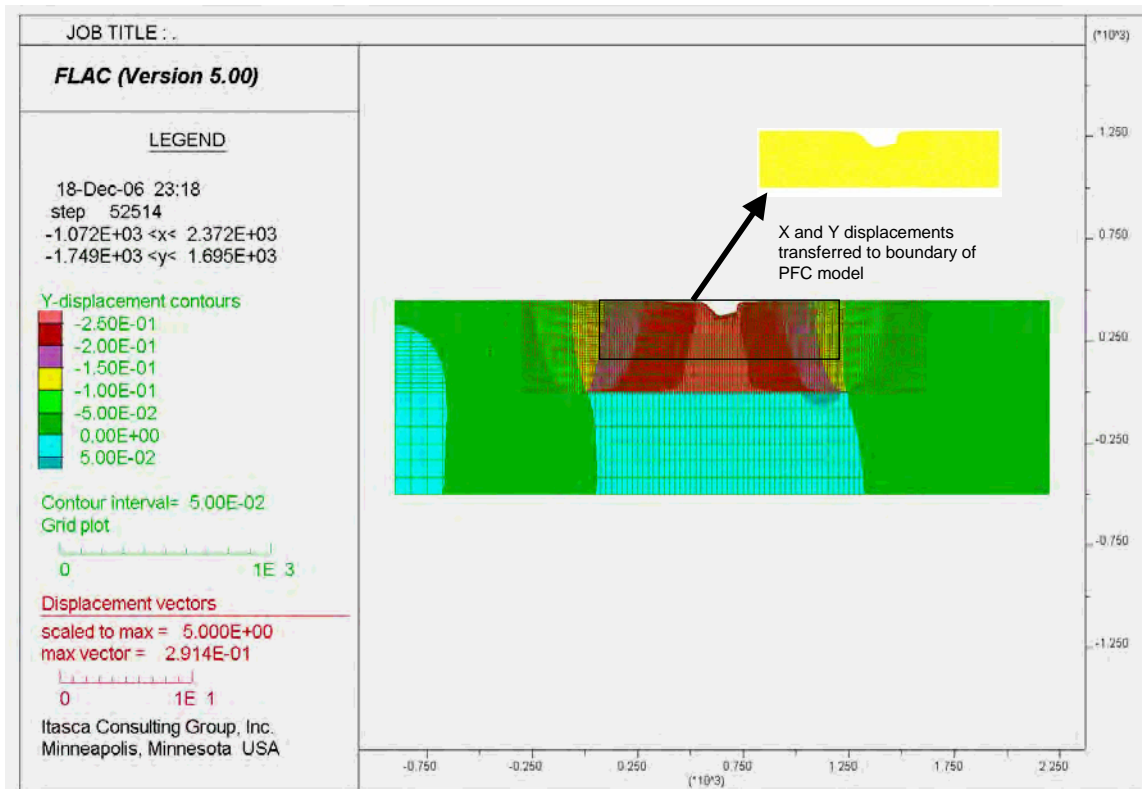 JOB TITLE : .
FLAC (Version 5.00)
LEGEND
18-Dec-06 23:18
step 52514
-1.072E+03 <x< 2.372E+03
-1.749E+03 <y< 1.695E+03
Y-displacement contours
-2.50E-01
-2.00E-01
-1.50E-01
-1.00E-01
-5.00E-02
0.00E+00
5.00E-02
Contour interval= 5.00E-02
Grid plot
0 1E 3
Displacement vectors
scaled to max = 5.000E+00
max vector = 2.914E-01
0 1E 1
Itasca Consulting Group, Inc.
Minneapolis, Minnesota USA
X and Y displacements
transferred to boundary of
PFC model
(*10^3)
1.250
0.750
0.250
-0.250
-0.750
-1.250
-0.750 -0.250 0.250 0.750 1.250 1.750 2.250
(*10^3)